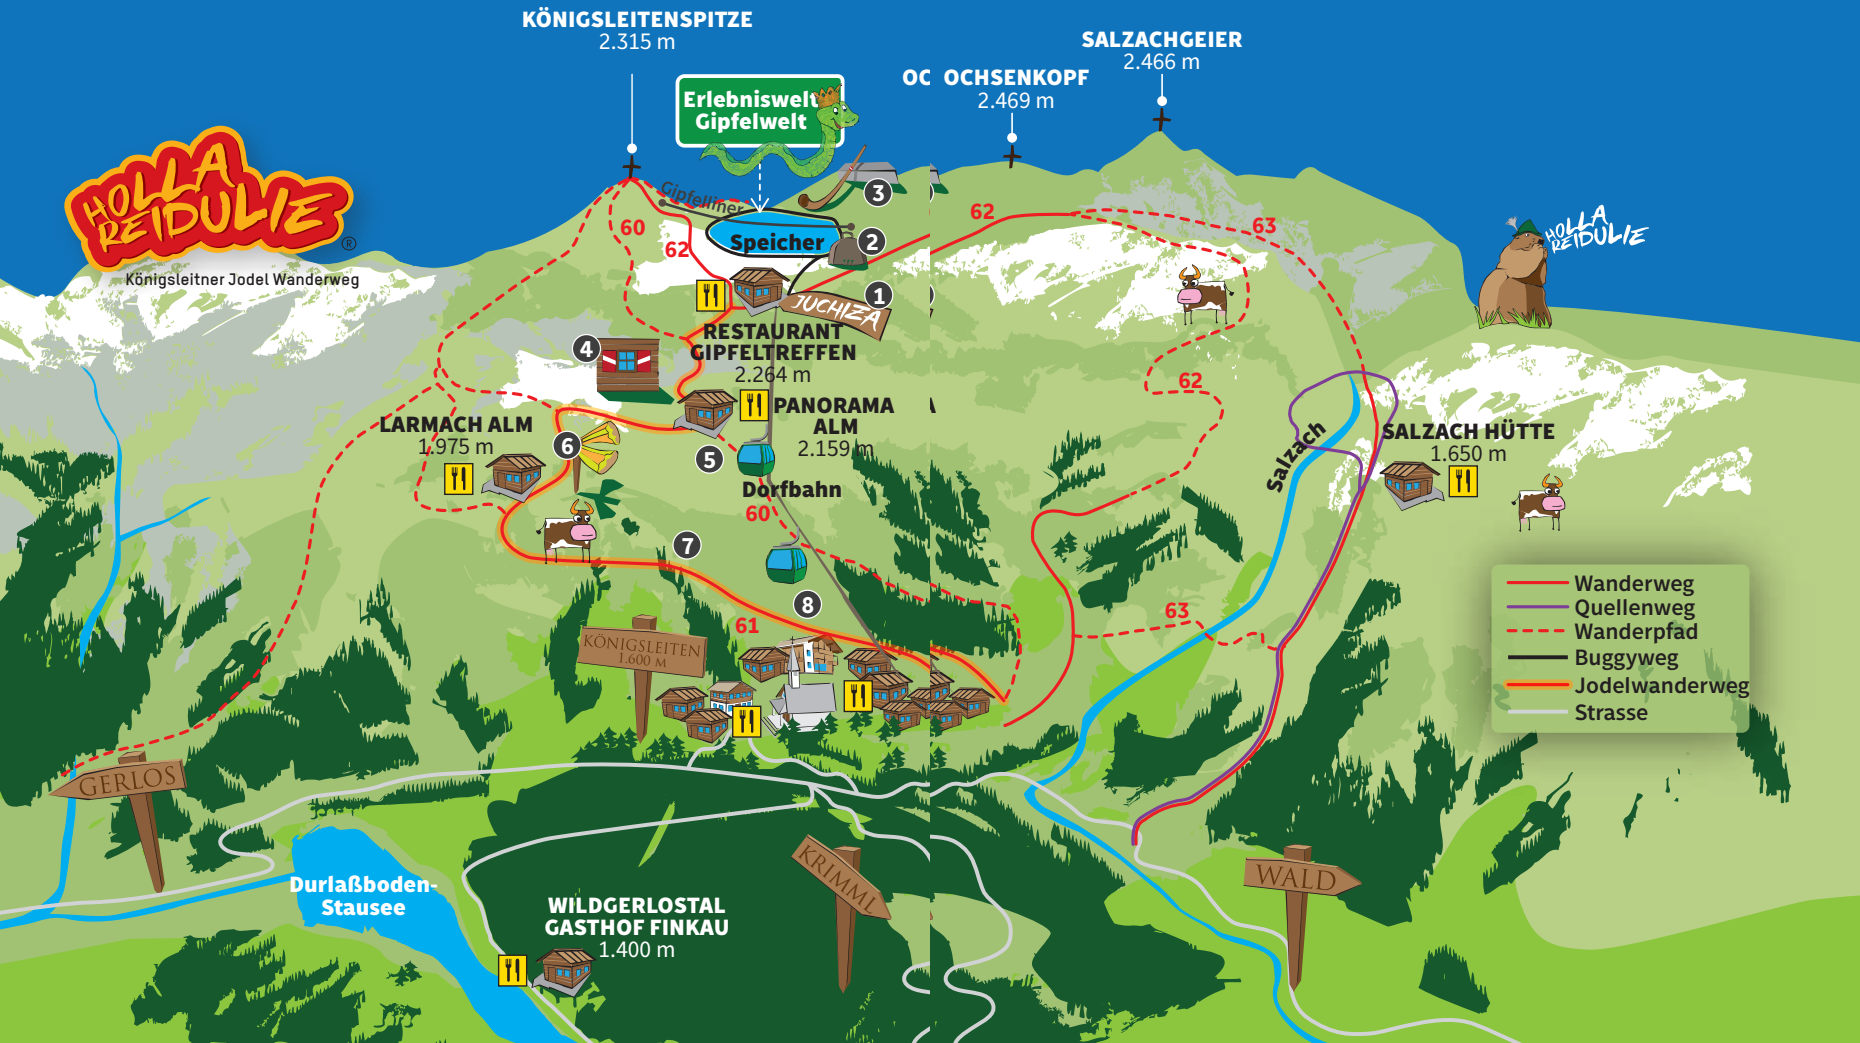 KÖNIGSLEITENSPITZE
2.315 m
SALZACHGEIER
2.466 m
OC
OCHSENKOPF
2.469 m
Erlebniswelt
Gipfelwelt
HOLLA
REIDULIE
®
Königsleitner Jodel Wanderweg
HOLLA
REIDULIE
Gipfelliner
3
60
62
Speicher
2
62
63
1
JUCHIZA
RESTAURANT
GIPFELTREFFEN
2.264 m
4
62
PANORAMA
ALM
2.159 m
A
LARMACH ALM
1.975 m
6
5
Salzach
SALZACH HÜTTE
1.650 m
Dorfbahn
60
7
8
61
63
KÖNIGSLEITEN
1.600 M
Wanderweg
Quellenweg
Wanderpfad
Buggyweg
Jodelwanderweg
Strasse
GERLOS
KRIMML
WALD
Durlaßboden-
Stausee
WILDGERLOSTAL
GASTHOF FINKAU
1.400 m